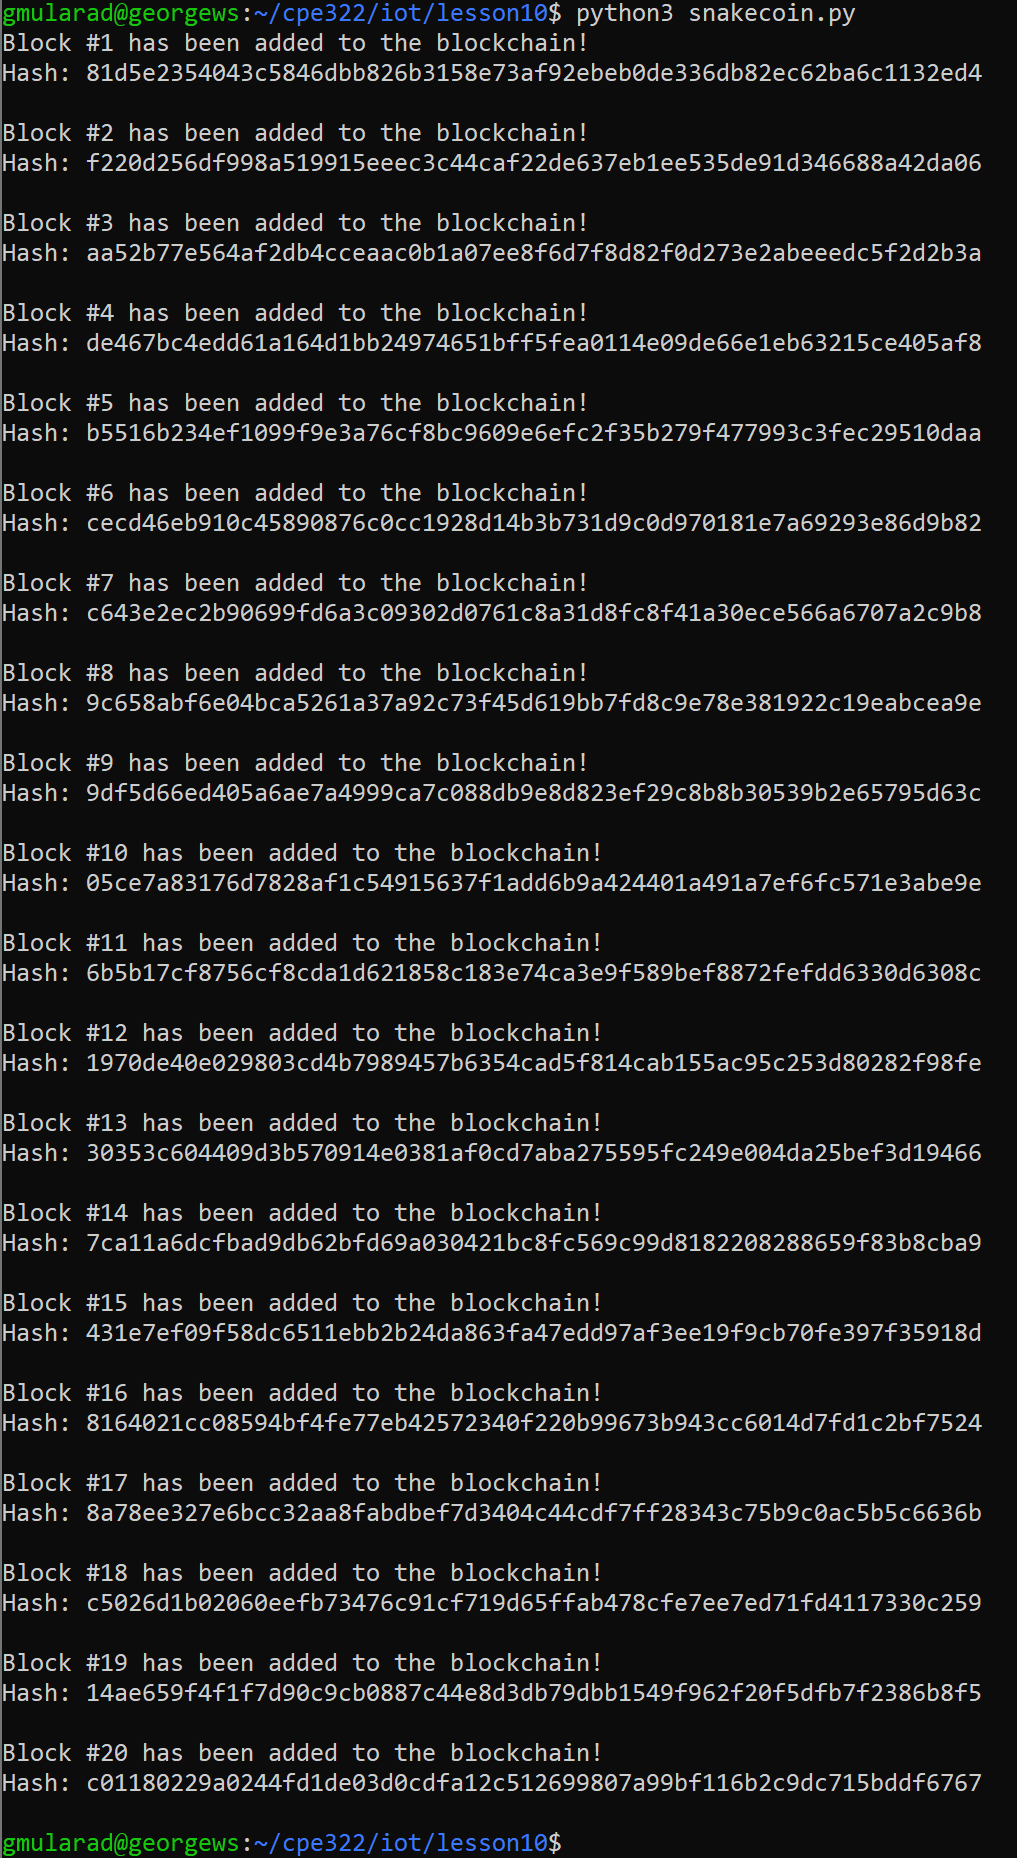 gmularad@georgews:~/cpe322/iot/lesson10$ python3 snakecoin.py
Block #1 has been added to the blockchain!
Hash: 81d5e2354043c5846dbb826b3158e73af92ebeb0de336db82ec62ba6c1132ed4
Block #2 has been added to the blockchain!
Hash: f220d256df998a519915eeec3c44caf22de637eb1ee535de91d346688a42da06
Block #3 has been added to the blockchain!
Hash: aa52b77e564af2db4cceaac0b1a07ee8f6d7f8d82f0d273e2abeeedc5f2d2b3a
Block #4 has been added to the blockchain!
Hash: de467bc4edd61a164d1bb24974651bff5fea0114e09de66e1eb63215ce405af8
Block #5 has been added to the blockchain!
Hash: b5516b234ef1099f9e3a76cf8bc9609e6efc2f35b279f477993c3fec29510daa
Block #6 has been added to the blockchain!
Hash: cecd46eb910c45890876c0cc1928d14b3b731d9c0d970181e7a69293e86d9b82
Block #7 has been added to the blockchain!
Hash: c643e2ec2b90699fd6a3c09302d0761c8a31d8fc8f41a30ece566a6707a2c9b8
Block #8 has been added to the blockchain!
Hash: 9c658abf6e04bca5261a37a92c73f45d619bb7fd8c9e78e381922c19eabcea9e
Block #9 has been added to the blockchain!
Hash: 9df5d66ed405a6ae7a4999ca7c088db9e8d823ef29c8b8b30539b2e65795d63c
Block #10 has been added to the blockchain!
Hash: 05ce7a83176d7828af1c54915637f1add6b9a424401a491a7ef6fc571e3abe9e
Block #11 has been added to the blockchain!
Hash: 6b5b17cf8756cf8cda1d621858c183e74ca3e9f589bef8872fefdd6330d6308c
Block #12 has been added to the blockchain!
Hash: 1970de40e029803cd4b7989457b6354cad5f814cab155ac95c253d80282f98fe
Block #13 has been added to the blockchain!
Hash: 30353c604409d3b570914e0381af0cd7aba275595fc249e004da25bef3d19466
Block #14 has been added to the blockchain!
Hash: 7ca11a6dcfbad9db62bfd69a030421bc8fc569c99d8182208288659f83b8cba9
Block #15 has been added to the blockchain!
Hash: 431e7ef09f58dc6511ebb2b24da863fa47edd97af3ee19f9cb70fe397f35918d
Block #16 has been added to the blockchain!
Hash: 8164021cc08594bf4fe77eb42572340f220b99673b943cc6014d7fd1c2bf7524
Block #17 has been added to the blockchain!
Hash: 8a78ee327e6bcc32aa8fabdbef7d3404c44cdf7ff28343c75b9c0ac5b5c6636b
Block #18 has been added to the blockchain!
Hash: c5026d1b02060eefb73476c91cf719d65ffab478cfe7ee7ed71fd4117330c259
Block #19 has been added to the blockchain!
Hash: 14ae659f4f1f7d90c9cb0887c44e8d3db79dbb1549f962f20f5dfb7f2386b8f5
Block #20 has been added to the blockchain!
Hash: c01180229a0244fd1de03d0cdfa12c512699807a99bf116b2c9dc715bddf6767
gmularad@georgews:~/cpe322/iot/lesson10$